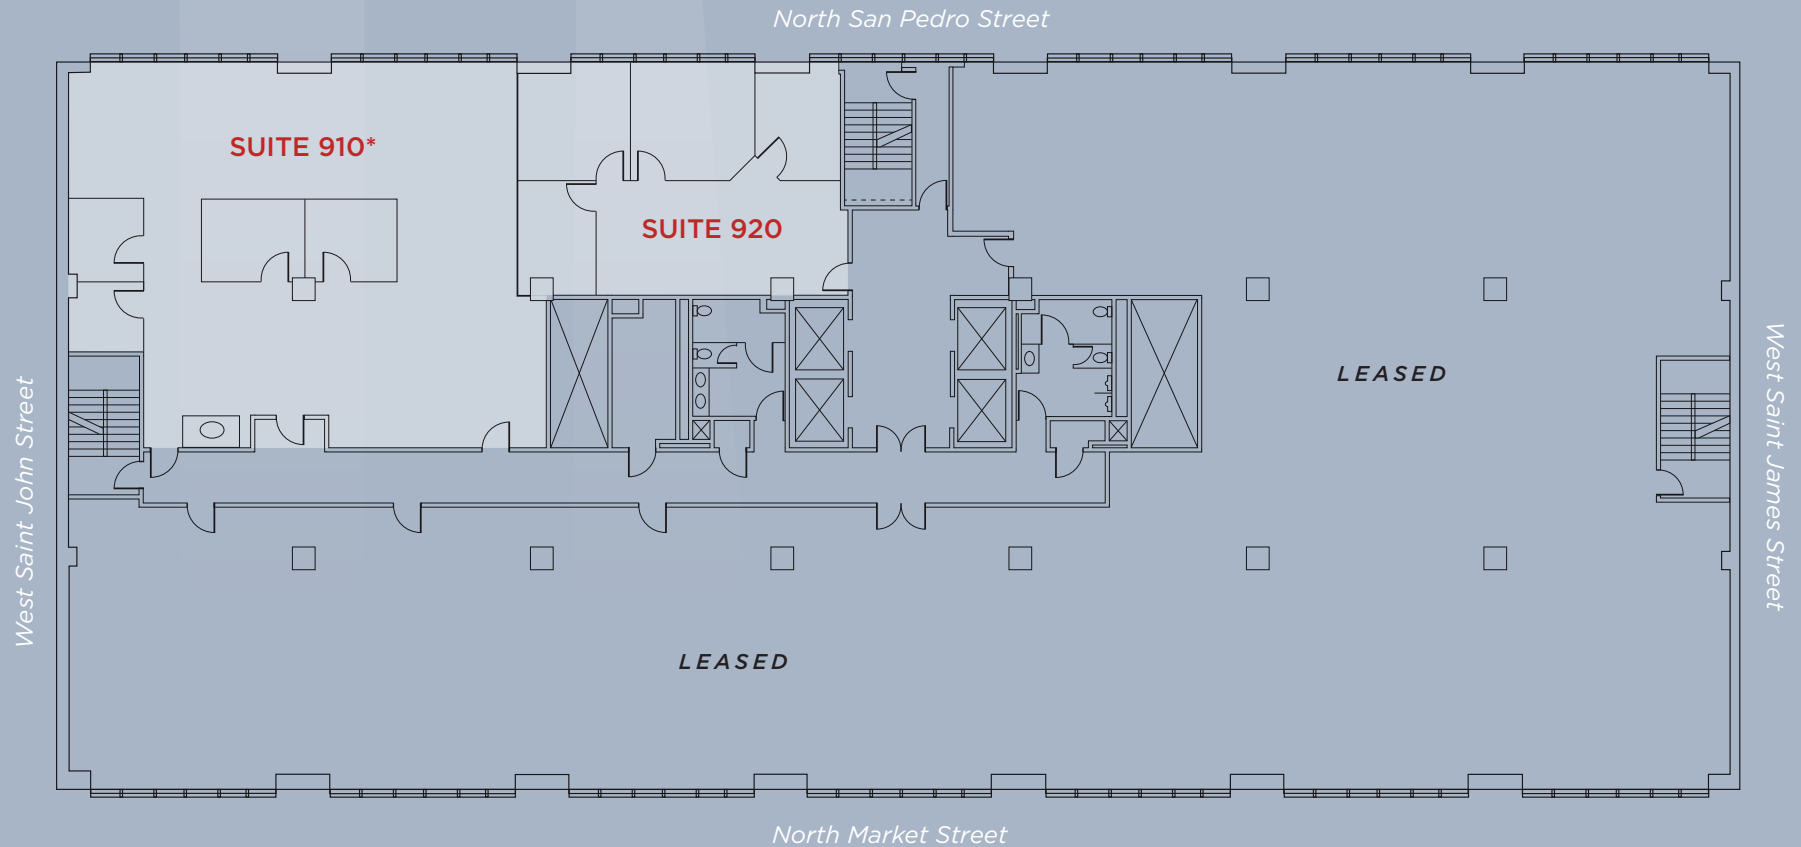 North San Pedro Street
SUITE 910*
SUITE 920
LEASED
West Saint John Street
West Saint James Street
LEASED
North Market Street